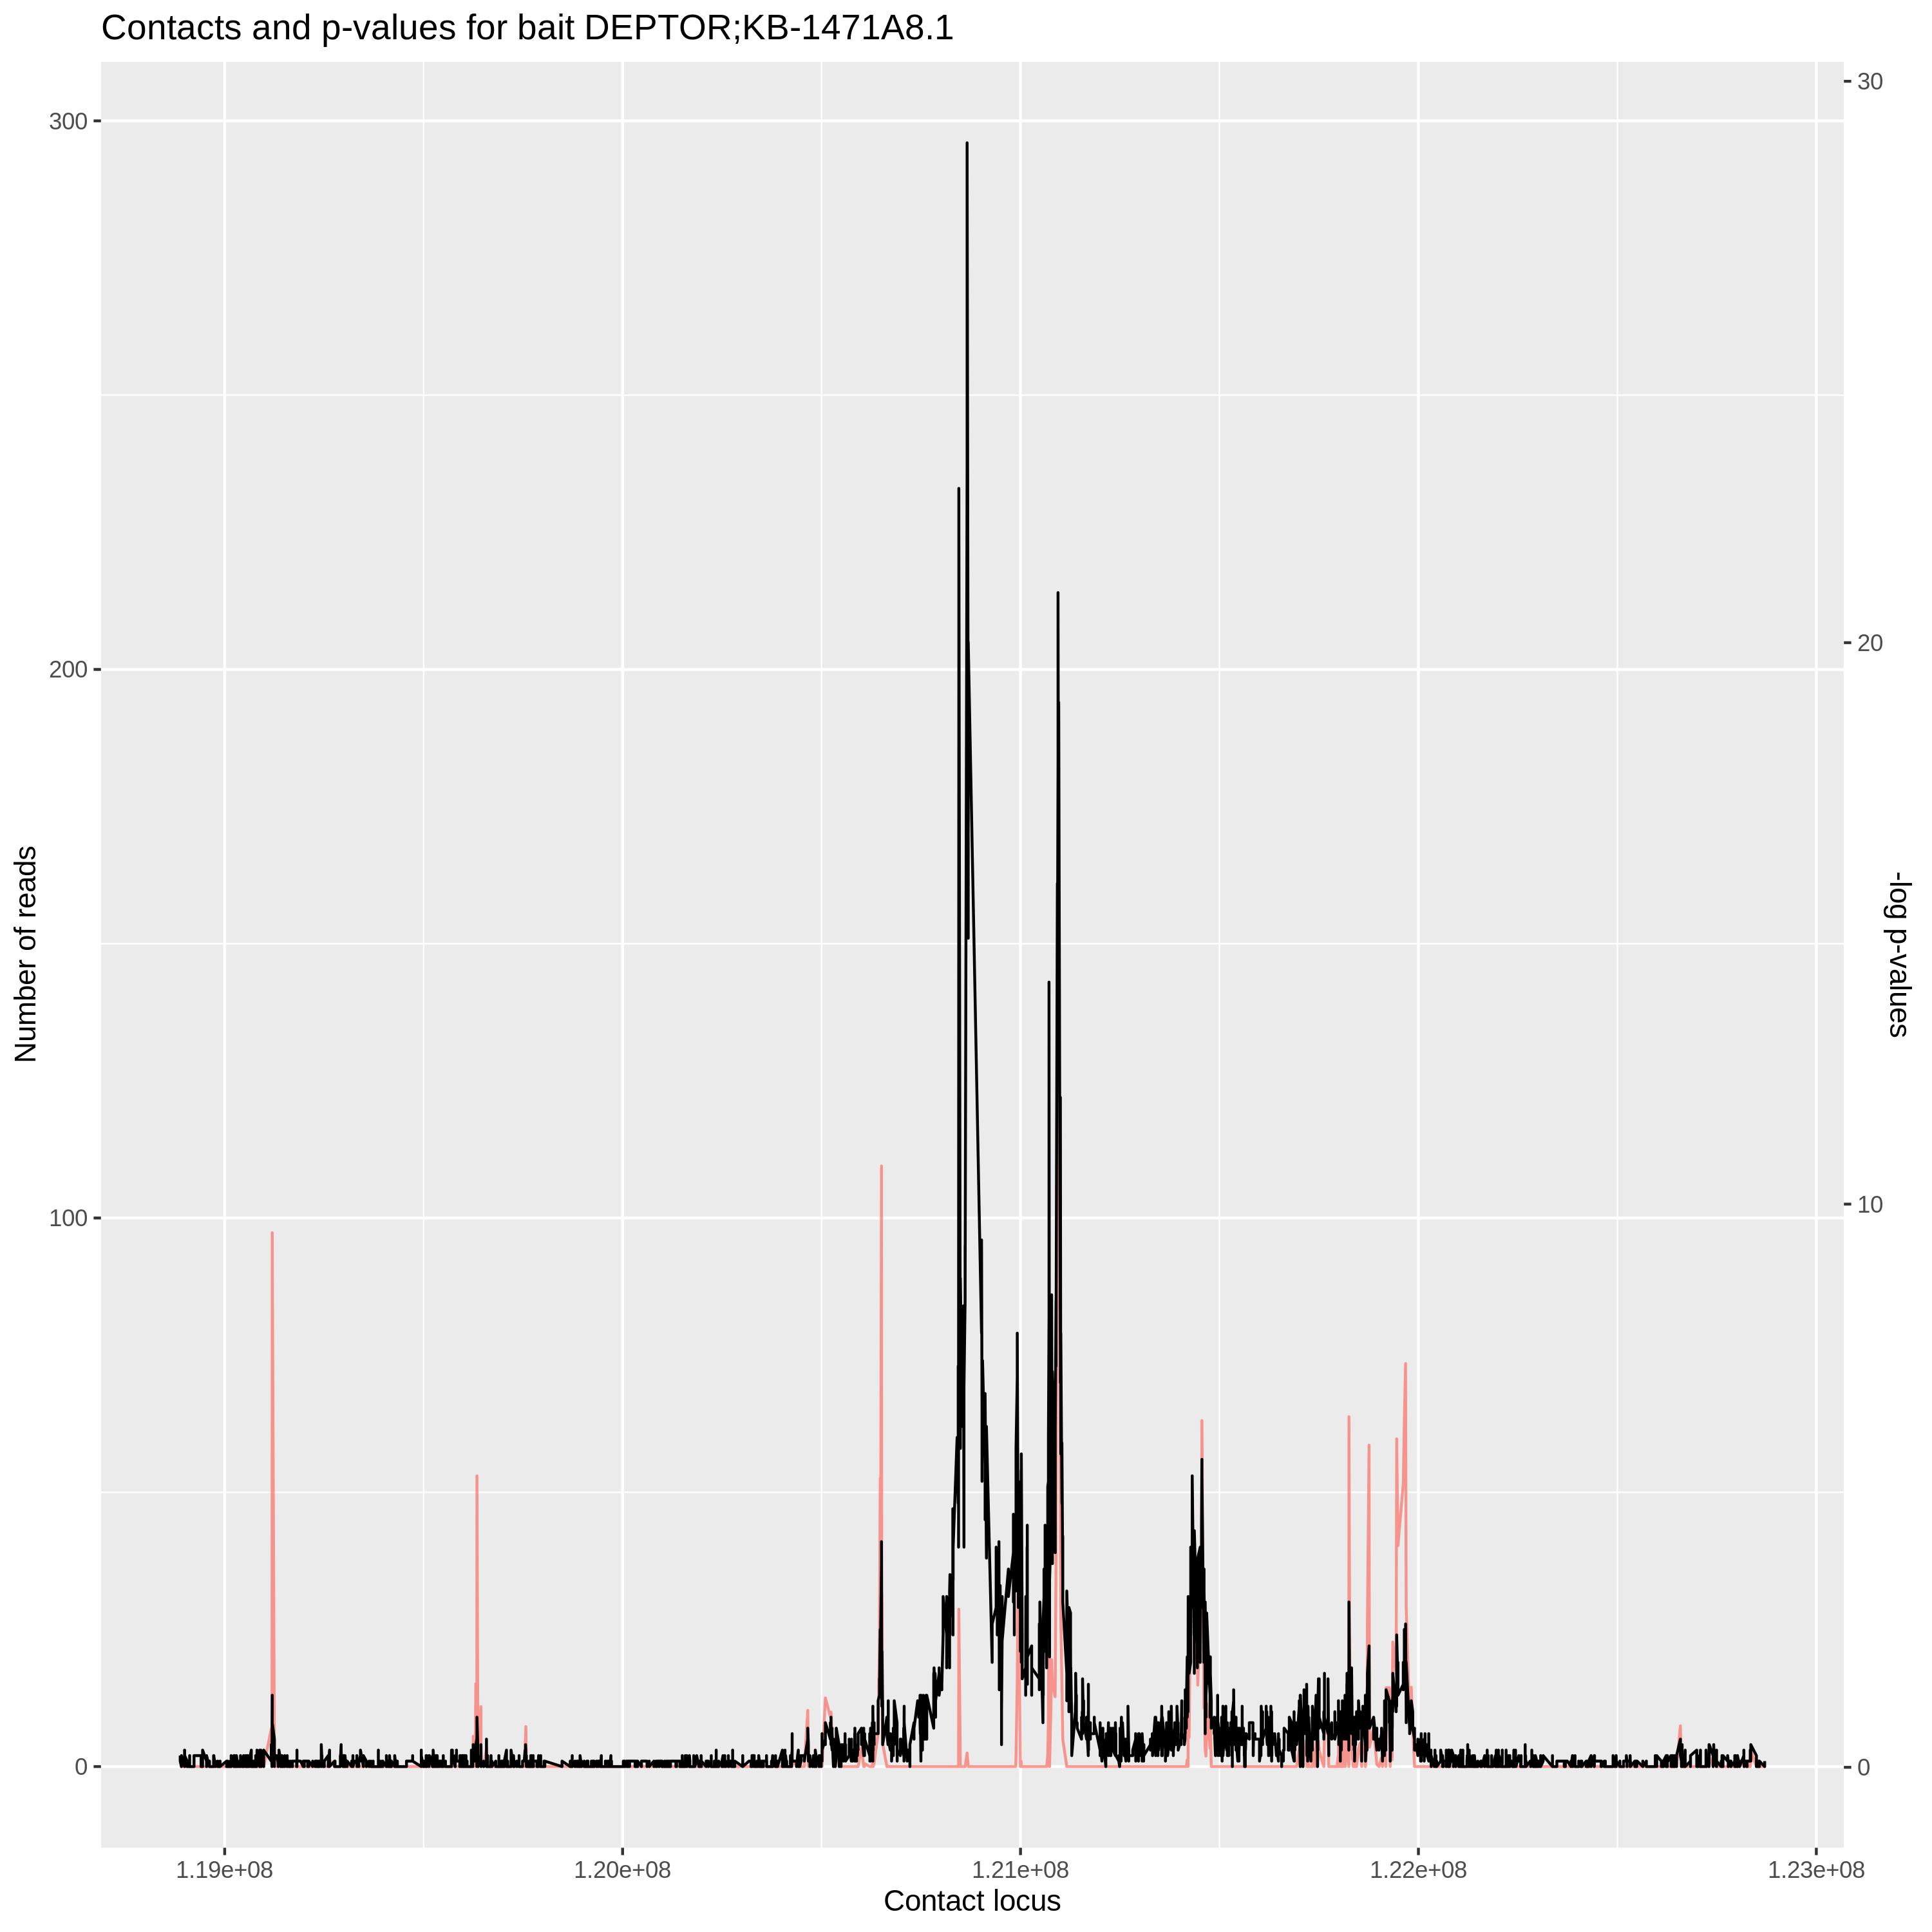 Contacts and p-values for bait DEPTOR;KB-1471A8.1
300
200
100
0
Number of reads
30
20
10
0
-log p-values
1.19e+08
1.20e+08
1.21e+08
1.22e+08
1.23e+08
Contact locus